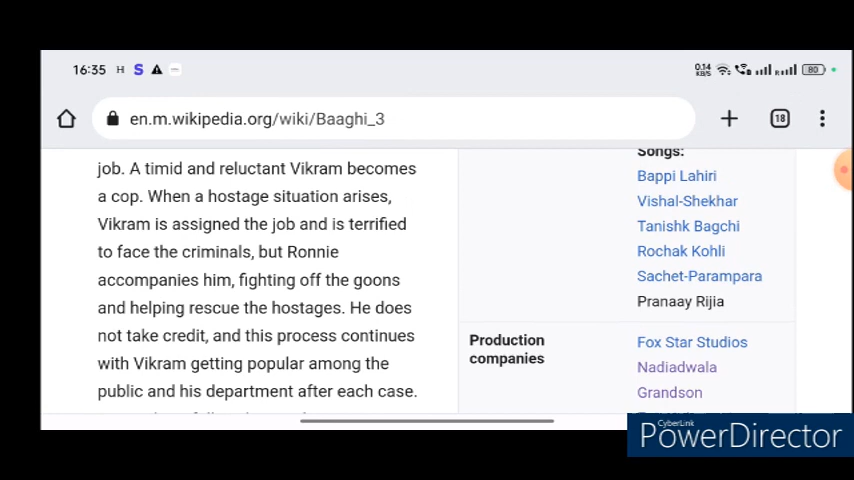 16:35 H S 0.14 KB/S 80
en.m.wikipedia.org/wiki/Baaghi_3 18
job. A timid and reluctant Vikram becomes
a cop. When a hostage situation arises,
Vikram is assigned the job and is terrified
to face the criminals, but Ronnie
accompanies him, fighting off the goons
and helping rescue the hostages. He does
not take credit, and this process continues
with Vikram getting popular among the
public and his department after each case.
Songs:
Bappi Lahiri
Vishal-Shekhar
Tanishk Bagchi
Rochak Kohli
Sachet-Parampara
Pranaay Rijia
Production
companies
Fox Star Studios
Nadiadwala
Grandson
CyberLink
PowerDirector